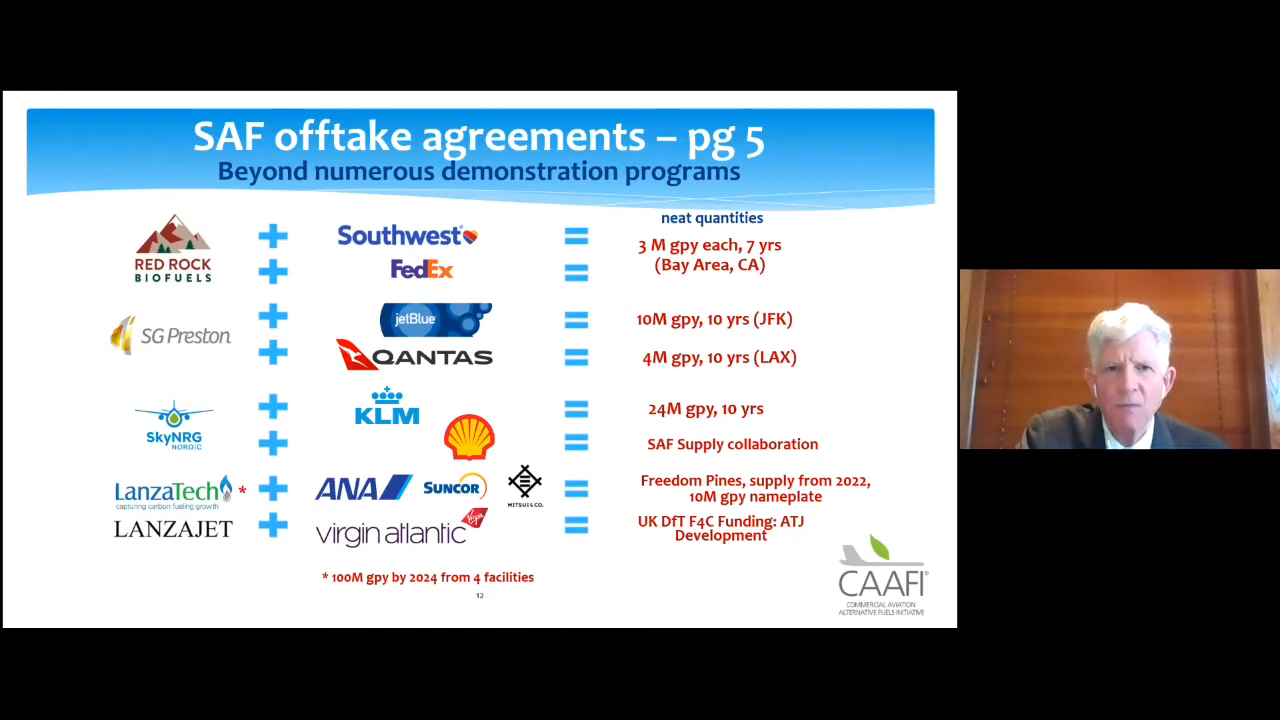 SAF offtake agreements – pg 5
Beyond numerous demonstration programs
neat quantities
RED ROCK
BIOFUELS
Southwest
FedEx
3 M gpy each, 7 yrs
(Bay Area, CA)
SG Preston
jetBlue
10M gpy, 10 yrs (JFK)
QANTAS
4M gpy, 10 yrs (LAX)
SkyNRG
NORDIC
KLM
24M gpy, 10 yrs
SAF Supply collaboration
LanzaTech *
capturing carbon fueling growth
ANA
SUNCOR
MITSUI & CO.
Freedom Pines, supply from 2022,
10M gpy nameplate
LANZAJET
virgin atlantic
Virgin
UK DfT F4C Funding: ATJ
Development
* 100M gpy by 2024 from 4 facilities
12
CAAFI®
COMMERCIAL AVIATION
ALTERNATIVE FUELS INITIATIVE